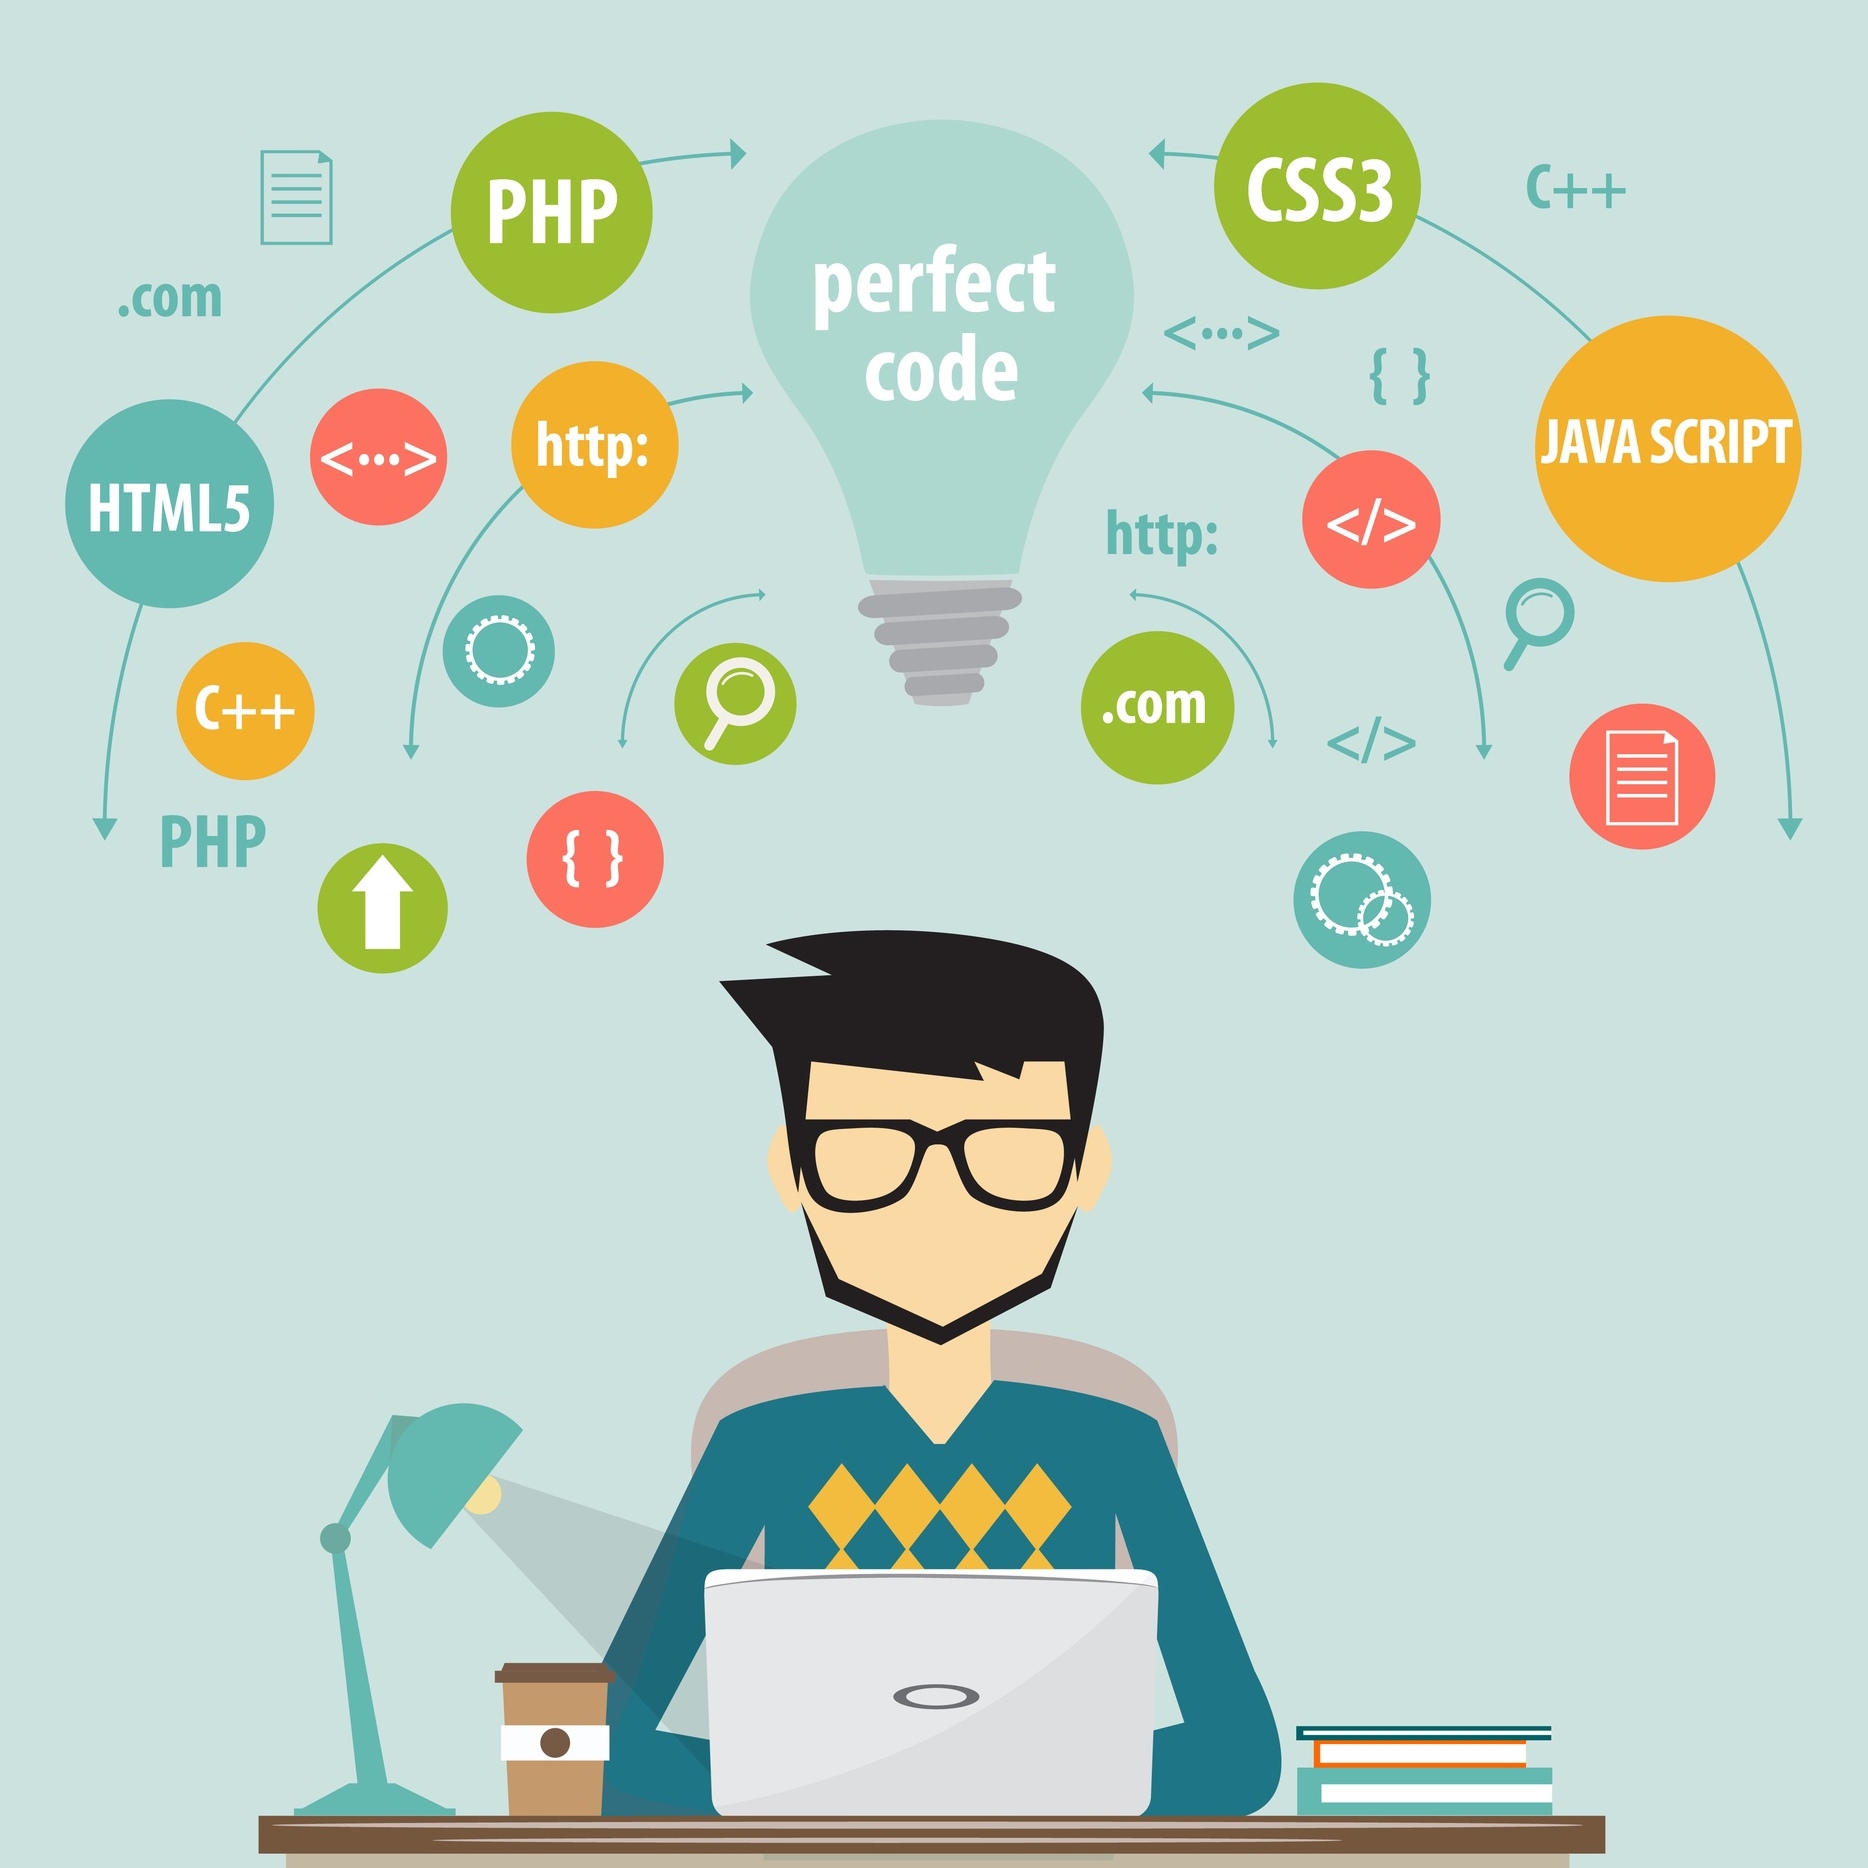 PHP
CSS3
C++
.com
perfect
code
<...>
{ }
HTML5
<...>
http:
JAVA SCRIPT
http:
</>
C++
.com
</>
PHP
{ }